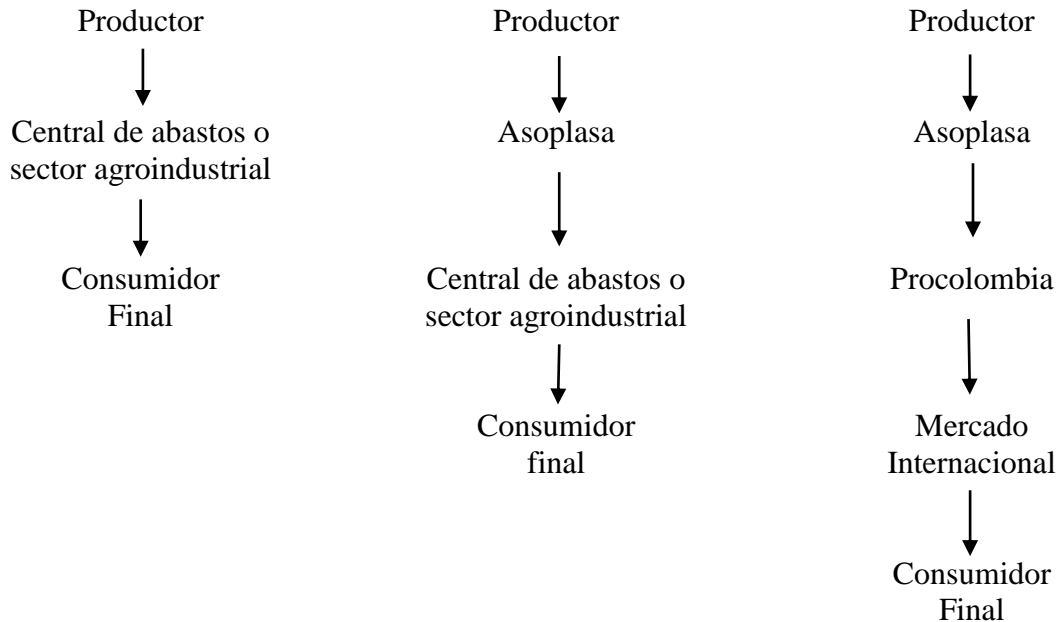 Productor
Central de abastos o
sector agroindustrial
Consumidor
Final
Productor
Asoplasa
Central de abastos o
sector agroindustrial
Consumidor
final
Productor
Asoplasa
Procolombia
Mercado
Internacional
Consumidor
Final